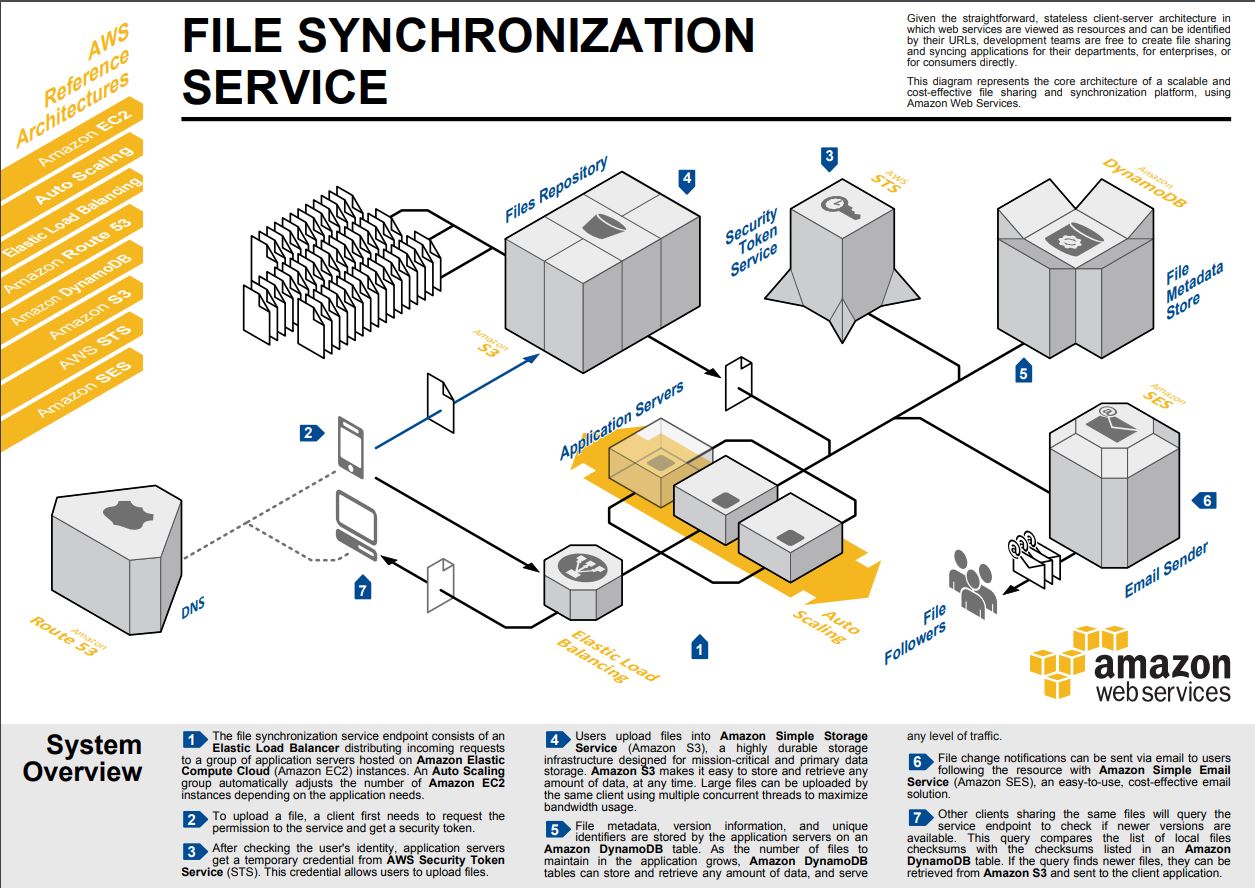 AWS
Reference
Architectures
Amazon EC2
Auto Scaling
Elastic Load Balancing
Amazon Route 53
Amazon DynamoDB
Amazon S3
AWS STS
Amazon SES
FILE SYNCHRONIZATION
SERVICE
Given the straightforward, stateless client-server architecture in
which web services are viewed as resources and can be identified
by their URLs, development teams are free to create file sharing
and syncing applications for their departments, for enterprises, or
for consumers directly.
This diagram represents the core architecture of a scalable and
cost-effective file sharing and synchronization platform, using
Amazon Web Services.
Files Repository
4
Amazon
S3
3
AWS
STS
Security
Token
Service
Amazon
DynamoDB
File
Metadata
Store
5
2
Application Servers
Amazon
SES
@
6
Email Sender
@
@
@
File
Followers
DNS
Amazon
Route 53
7
Elastic Load
Balancing
1
Auto
Scaling
amazon
web services
System
Overview
1 The file synchronization service endpoint consists of an
Elastic Load Balancer distributing incoming requests
to a group of application servers hosted on Amazon Elastic
Compute Cloud (Amazon EC2) instances. An Auto Scaling
group automatically adjusts the number of Amazon EC2
instances depending on the application needs.
2 To upload a file, a client first needs to request the
permission to the service and get a security token.
3 After checking the user's identity, application servers
get a temporary credential from AWS Security Token
Service (STS). This credential allows users to upload files.
4 Users upload files into Amazon Simple Storage
Service (Amazon S3), a highly durable storage
infrastructure designed for mission-critical and primary data
storage. Amazon S3 makes it easy to store and retrieve any
amount of data, at any time. Large files can be uploaded by
the same client using multiple concurrent threads to maximize
bandwidth usage.
5 File metadata, version information, and unique
identifiers are stored by the application servers on an
Amazon DynamoDB table. As the number of files to
maintain in the application grows, Amazon DynamoDB
tables can store and retrieve any amount of data, and serve
any level of traffic.
6 File change notifications can be sent via email to users
following the resource with Amazon Simple Email
Service (Amazon SES), an easy-to-use, cost-effective email
solution.
7 Other clients sharing the same files will query the
service endpoint to check if newer versions are
available. This query compares the list of local files
checksums with the checksums listed in an Amazon
DynamoDB table. If the query finds newer files, they can be
retrieved from Amazon S3 and sent to the client application.